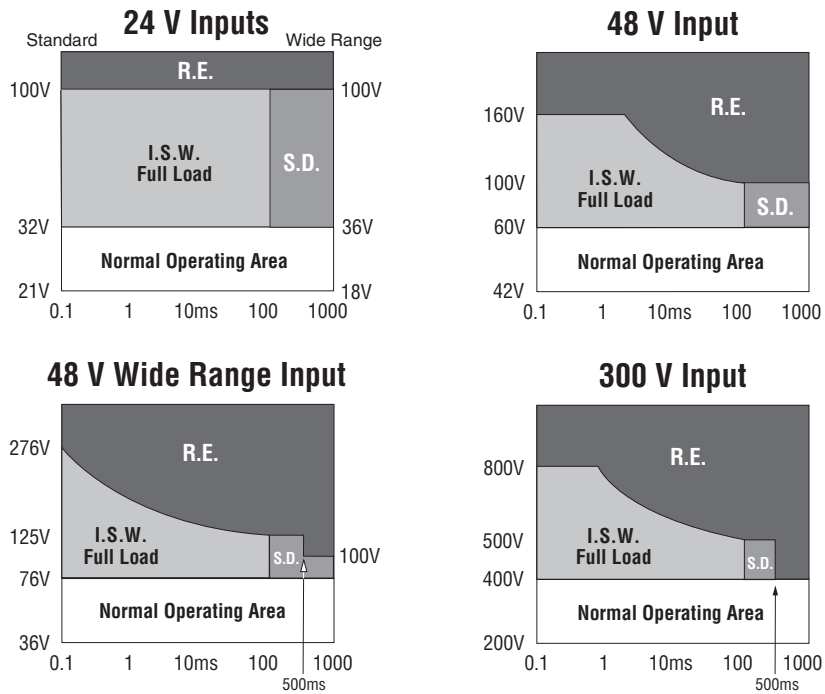 24 V Inputs
Standard
Wide Range
R.E.
100V
100V
I.S.W.
Full Load
S.D.
32V
36V
Normal Operating Area
21V
18V
0.1 1 10ms 100 1000
48 V Input
R.E.
160V
I.S.W.
Full Load
100V
S.D.
60V
Normal Operating Area
42V
0.1 1 10ms 100 1000
48 V Wide Range Input
276V
R.E.
125V
I.S.W.
Full Load
S.D.
100V
76V
Normal Operating Area
36V
0.1 1 10ms 100 1000
500ms
300 V Input
800V
R.E.
500V
I.S.W.
Full Load
S.D.
400V
Normal Operating Area
200V
0.1 1 10ms 100 1000
500ms